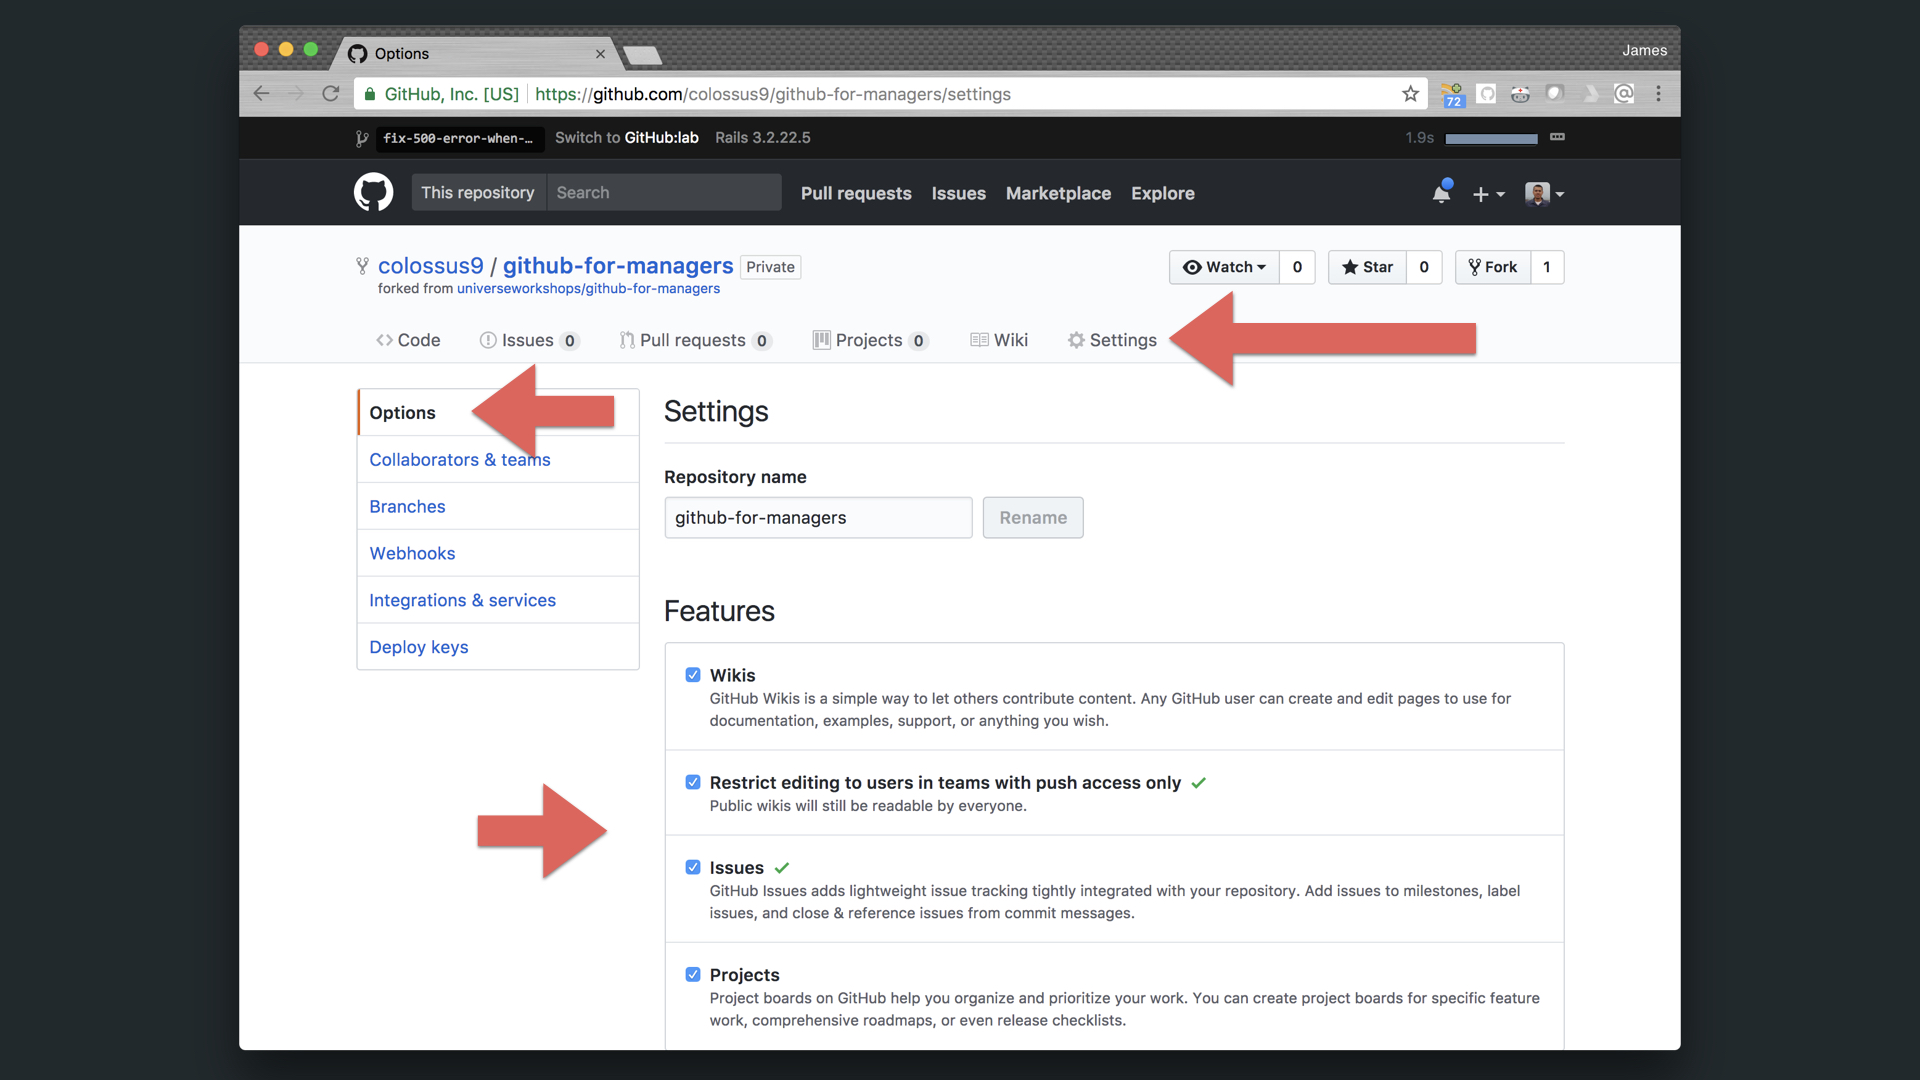 Options
James
GitHub, Inc. [US] https://github.com/colossus9/github-for-managers/settings
72
fix-500-error-when-… Switch to GitHub:lab Rails 3.2.22.5 1.9s
This repository Search Pull requests Issues Marketplace Explore
colossus9 / github-for-managers Private Watch 0 Star 0 Fork 1
forked from universeworkshops/github-for-managers
Code Issues 0 Pull requests 0 Projects 0 Wiki Settings
Options
Collaborators & teams
Branches
Webhooks
Integrations & services
Deploy keys
Settings
Repository name
github-for-managers Rename
Features
Wikis
GitHub Wikis is a simple way to let others contribute content. Any GitHub user can create and edit pages to use for
documentation, examples, support, or anything you wish.
Restrict editing to users in teams with push access only
Public wikis will still be readable by everyone.
Issues
GitHub Issues adds lightweight issue tracking tightly integrated with your repository. Add issues to milestones, label
issues, and close & reference issues from commit messages.
Projects
Project boards on GitHub help you organize and prioritize your work. You can create project boards for specific feature
work, comprehensive roadmaps, or even release checklists.